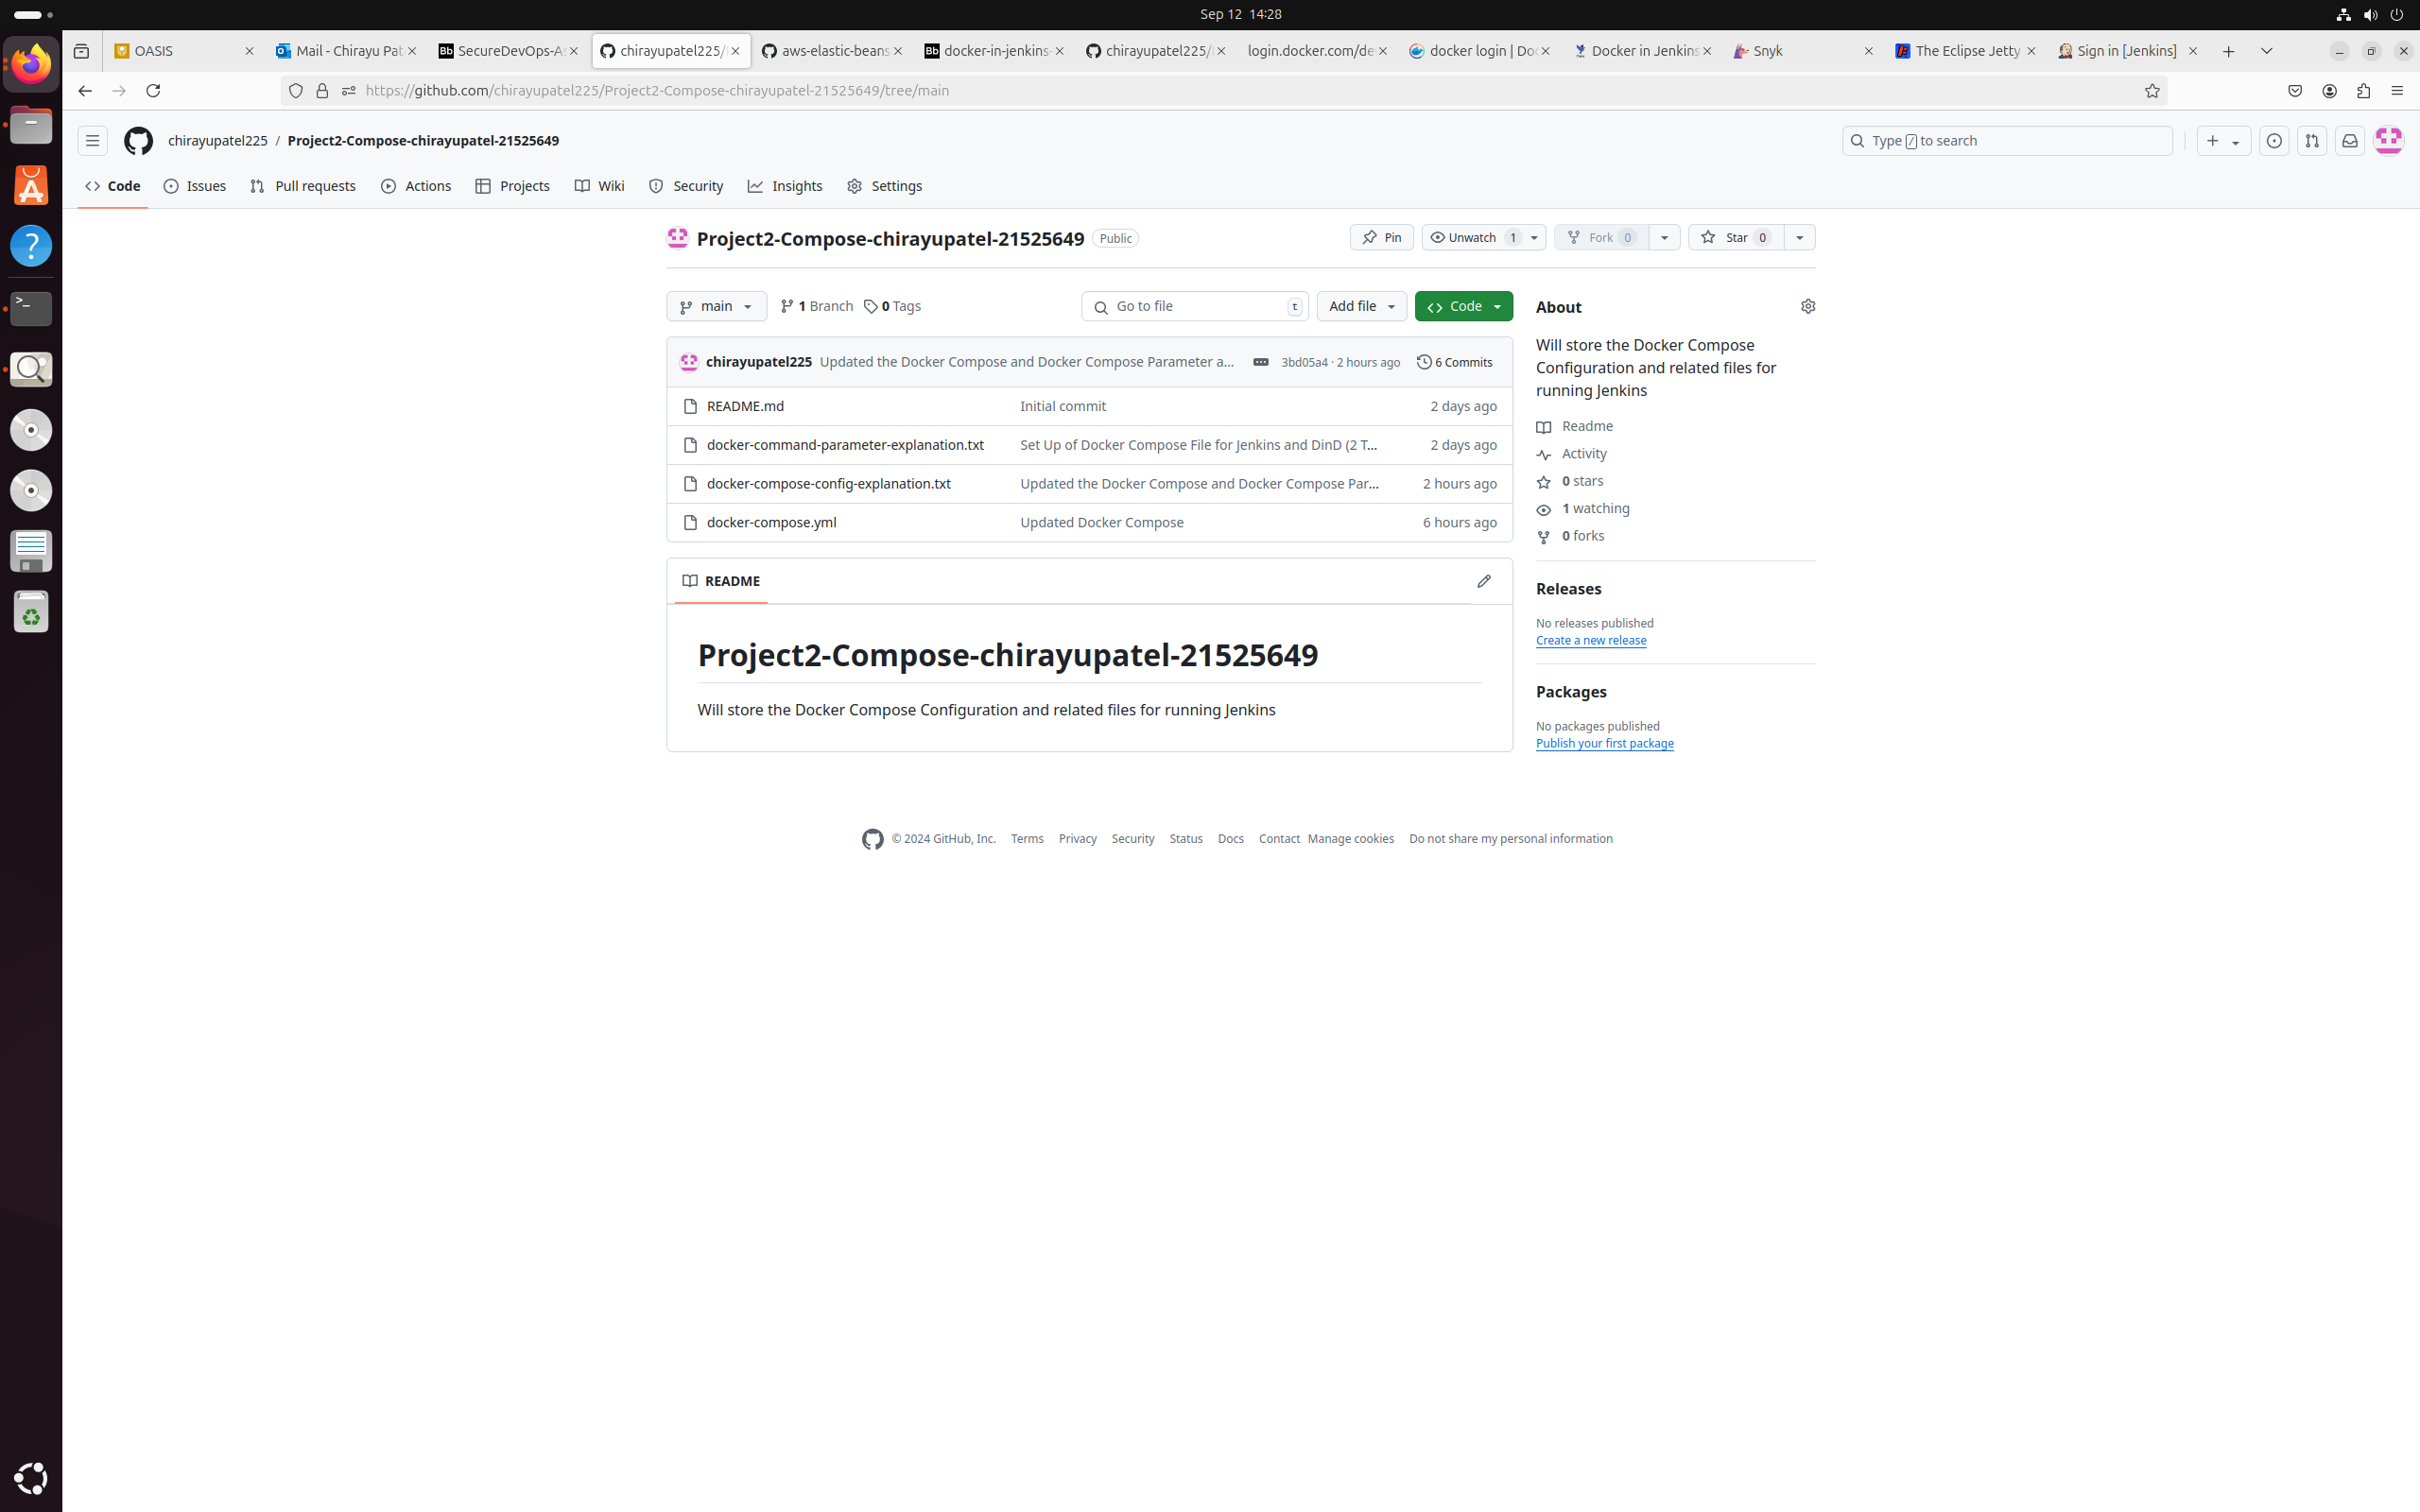 Sep 12 14:28
OASIS
Mail - Chirayu Pat
SecureDevOps-As
chirayupatel225/
aws-elastic-beans
docker-in-jenkins-
chirayupatel225/
login.docker.com/de
docker login | Doc
Docker in Jenkins
Snyk
The Eclipse Jetty
Sign in [Jenkins]
https://github.com/chirayupatel225/Project2-Compose-chirayupatel-21525649/tree/main
chirayupatel225 / Project2-Compose-chirayupatel-21525649
Type / to search
Code Issues Pull requests Actions Projects Wiki Security Insights Settings
Project2-Compose-chirayupatel-21525649 Public
Pin Unwatch 1 Fork 0 Star 0
main 1 Branch 0 Tags Go to file t Add file Code
chirayupatel225 Updated the Docker Compose and Docker Compose Parameter a... 3bd05a4 · 2 hours ago 6 Commits
README.md Initial commit 2 days ago
docker-command-parameter-explanation.txt Set Up of Docker Compose File for Jenkins and DinD (2 T... 2 days ago
docker-compose-config-explanation.txt Updated the Docker Compose and Docker Compose Par... 2 hours ago
docker-compose.yml Updated Docker Compose 6 hours ago
README
Project2-Compose-chirayupatel-21525649
Will store the Docker Compose Configuration and related files for running Jenkins
About
Will store the Docker Compose
Configuration and related files for
running Jenkins
Readme
Activity
0 stars
1 watching
0 forks
Releases
No releases published
Create a new release
Packages
No packages published
Publish your first package
© 2024 GitHub, Inc. Terms Privacy Security Status Docs Contact Manage cookies Do not share my personal information